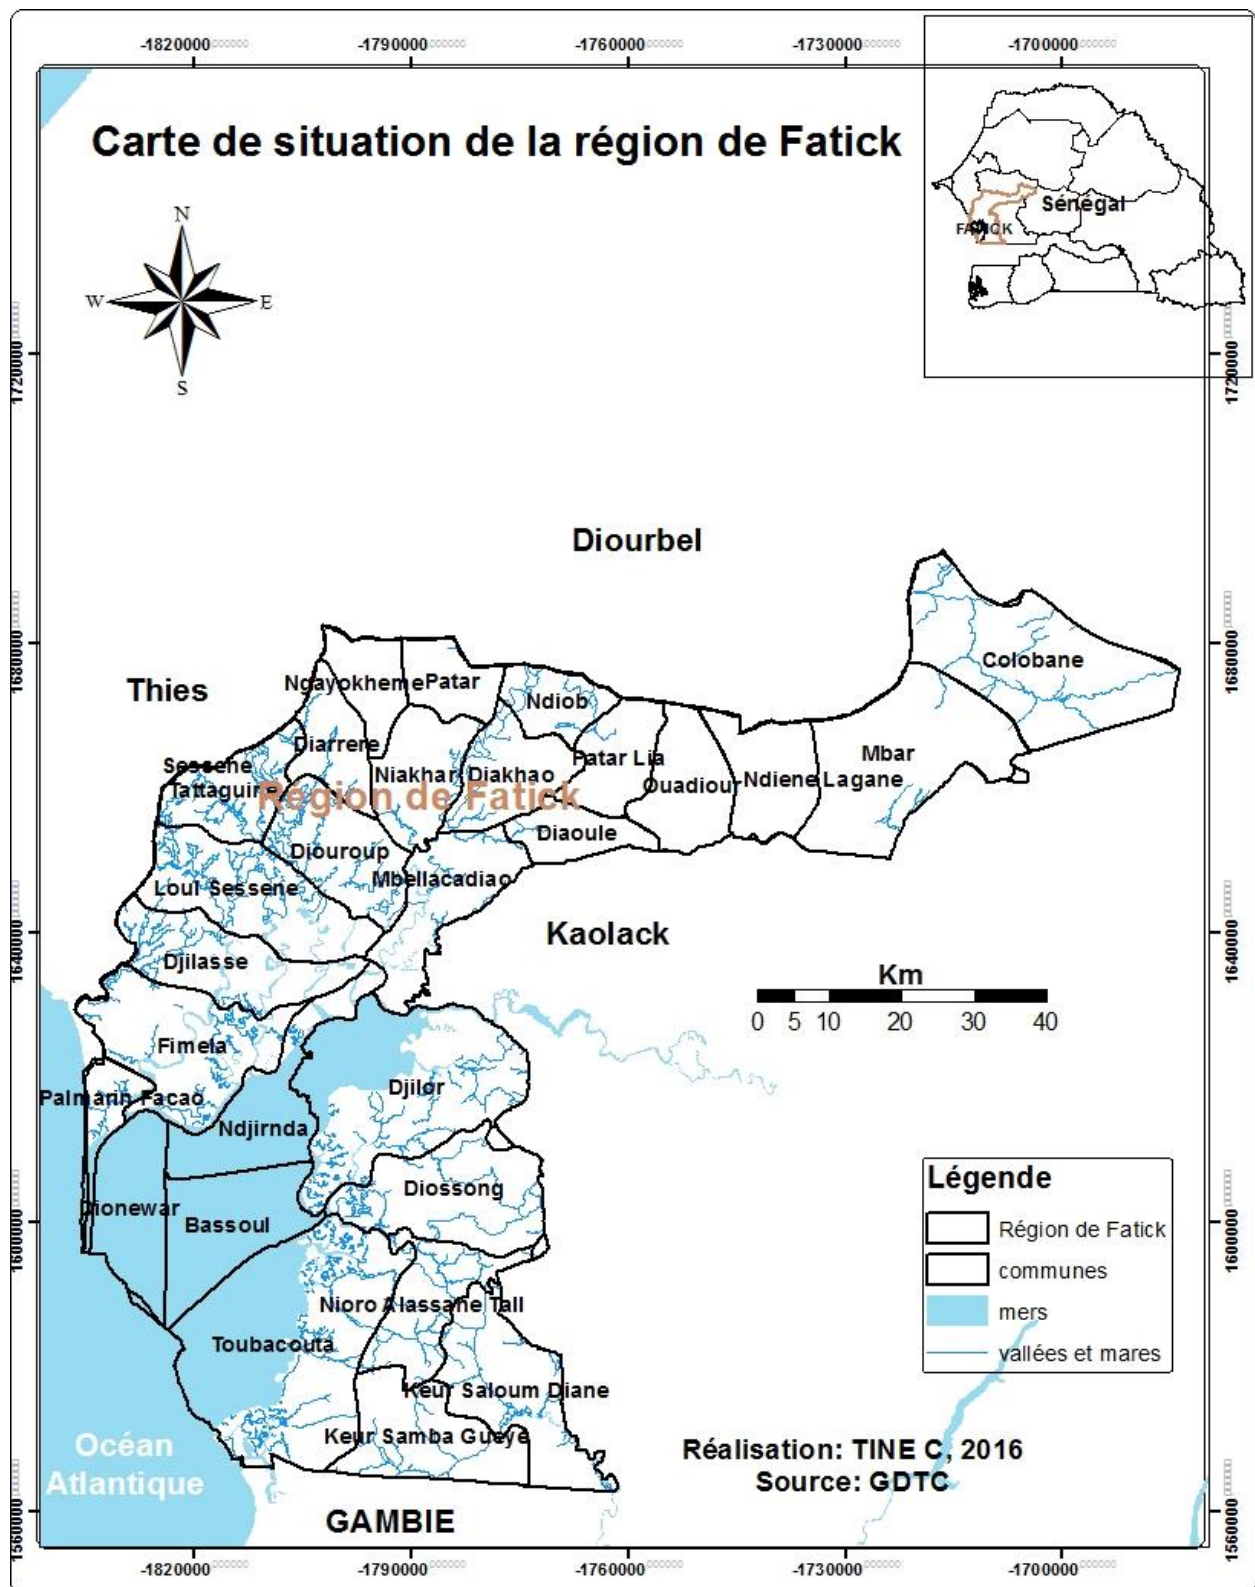 -1820000 -1790000 -1760000 -1730000 -1700000
Carte de situation de la région de Fatick
Sénégal
FATICK
N
W E
S
1720000 1720000
Diourbel
1680000 1680000
Colobane
Thies
Ngayokheme Patar
Ndiob
Diarrere
Mbar
Patar Lia
Sessene
Niakhar Diakhao
Ouadiour Ndiene Lagane
Tattaguine
Région de Fatick
Diaoule
Diouroup
Mbellacadiao
Loul Sessene
Kaolack
1640000 1640000
Djilasse
Km
0 5 10 20 30 40
Fimela
Djilor
Palmarin Facao
Ndjirnda
Légende
Diossong
Dionewar
Bassoul
Région de Fatick
1600000 1600000
communes
Nioro Alassane Tall
mers
Toubacouta
vallées et mares
Keur Saloum Diane
Keur Samba Gueye
Océan
Atlantique
Réalisation: TINE C, 2016
Source: GDTC
GAMBIE
1560000 1560000
-1820000 -1790000 -1760000 -1730000 -1700000